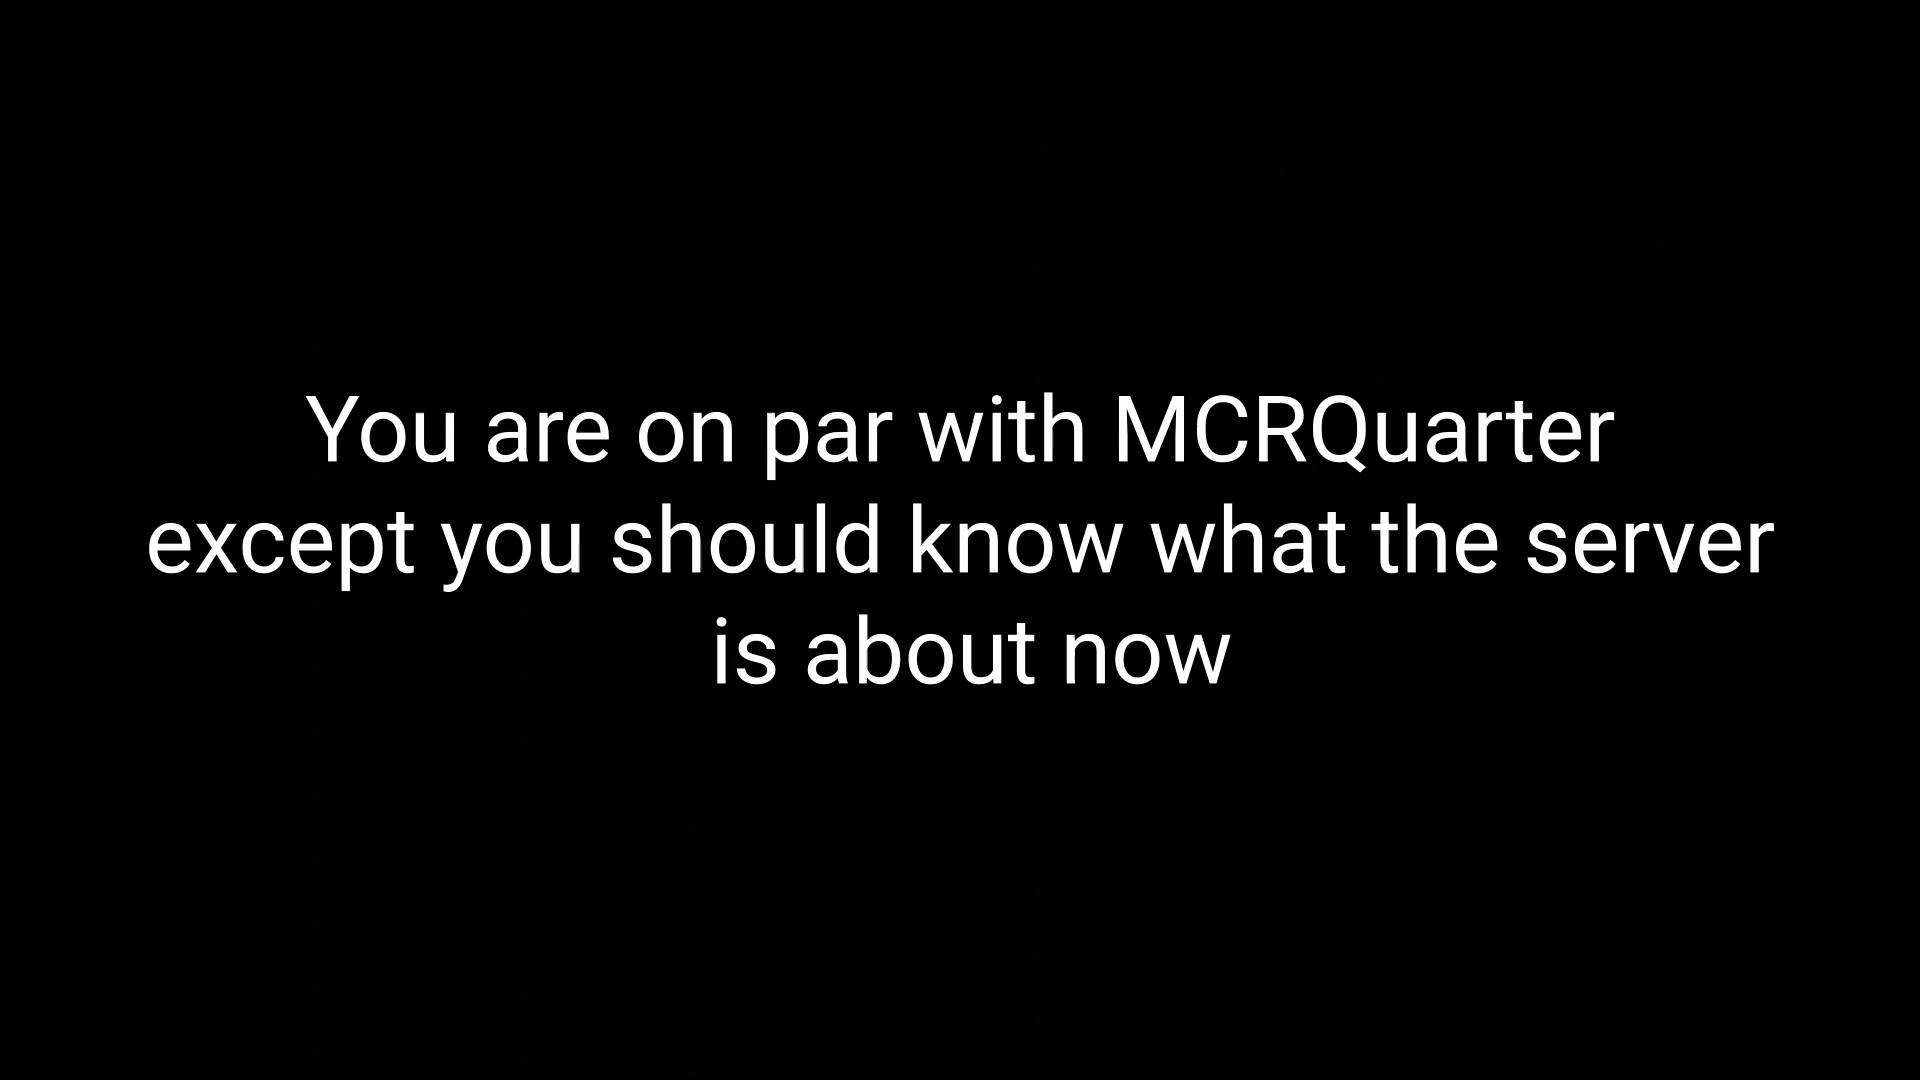 You are on par with MCRQuarter
except you should know what the server
is about now